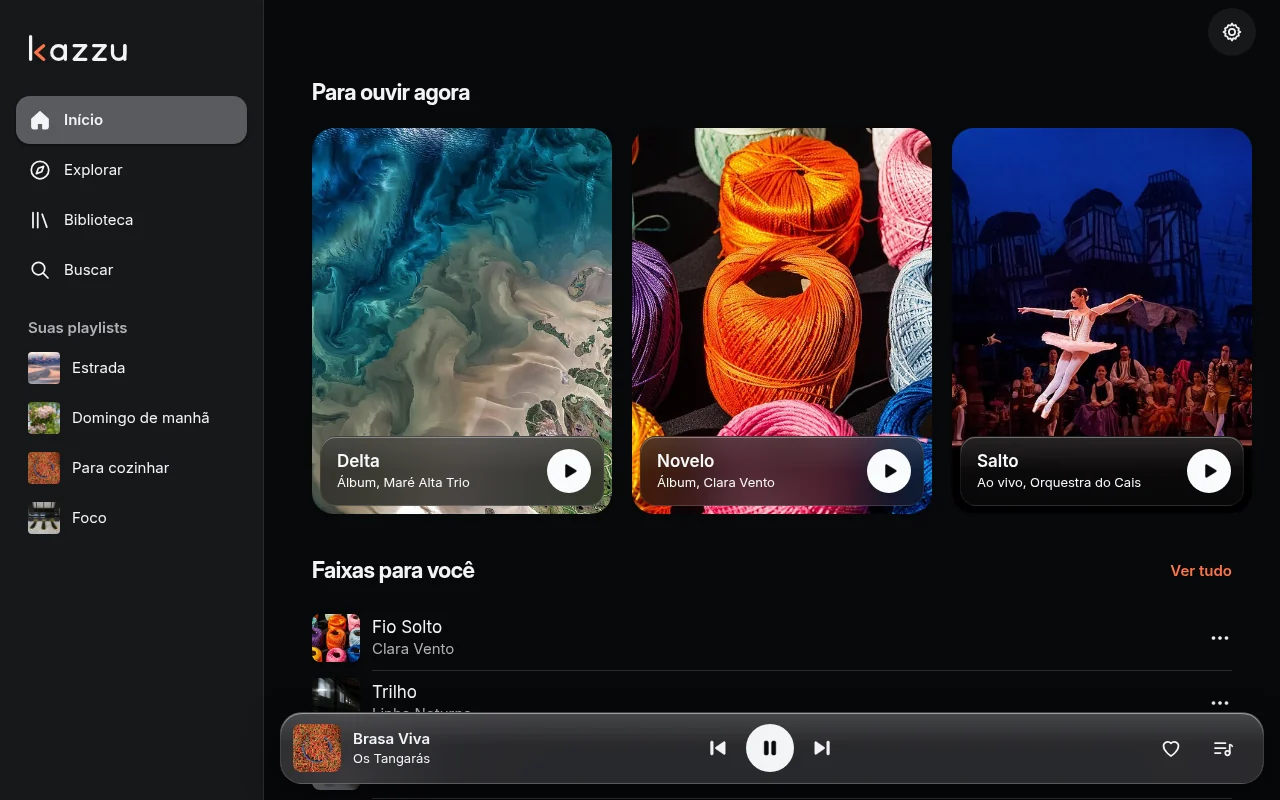 kazzu
Início
Explorar
Biblioteca
Buscar
Suas playlists
Estrada
Domingo de manhã
Para cozinhar
Foco
Para ouvir agora
Delta
Álbum, Maré Alta Trio
Novelo
Álbum, Clara Vento
Salto
Ao vivo, Orquestra do Cais
Faixas para você
Ver tudo
Fio Solto
Clara Vento
Trilho
Linha Noturna
Brasa Viva
Os Tangarás